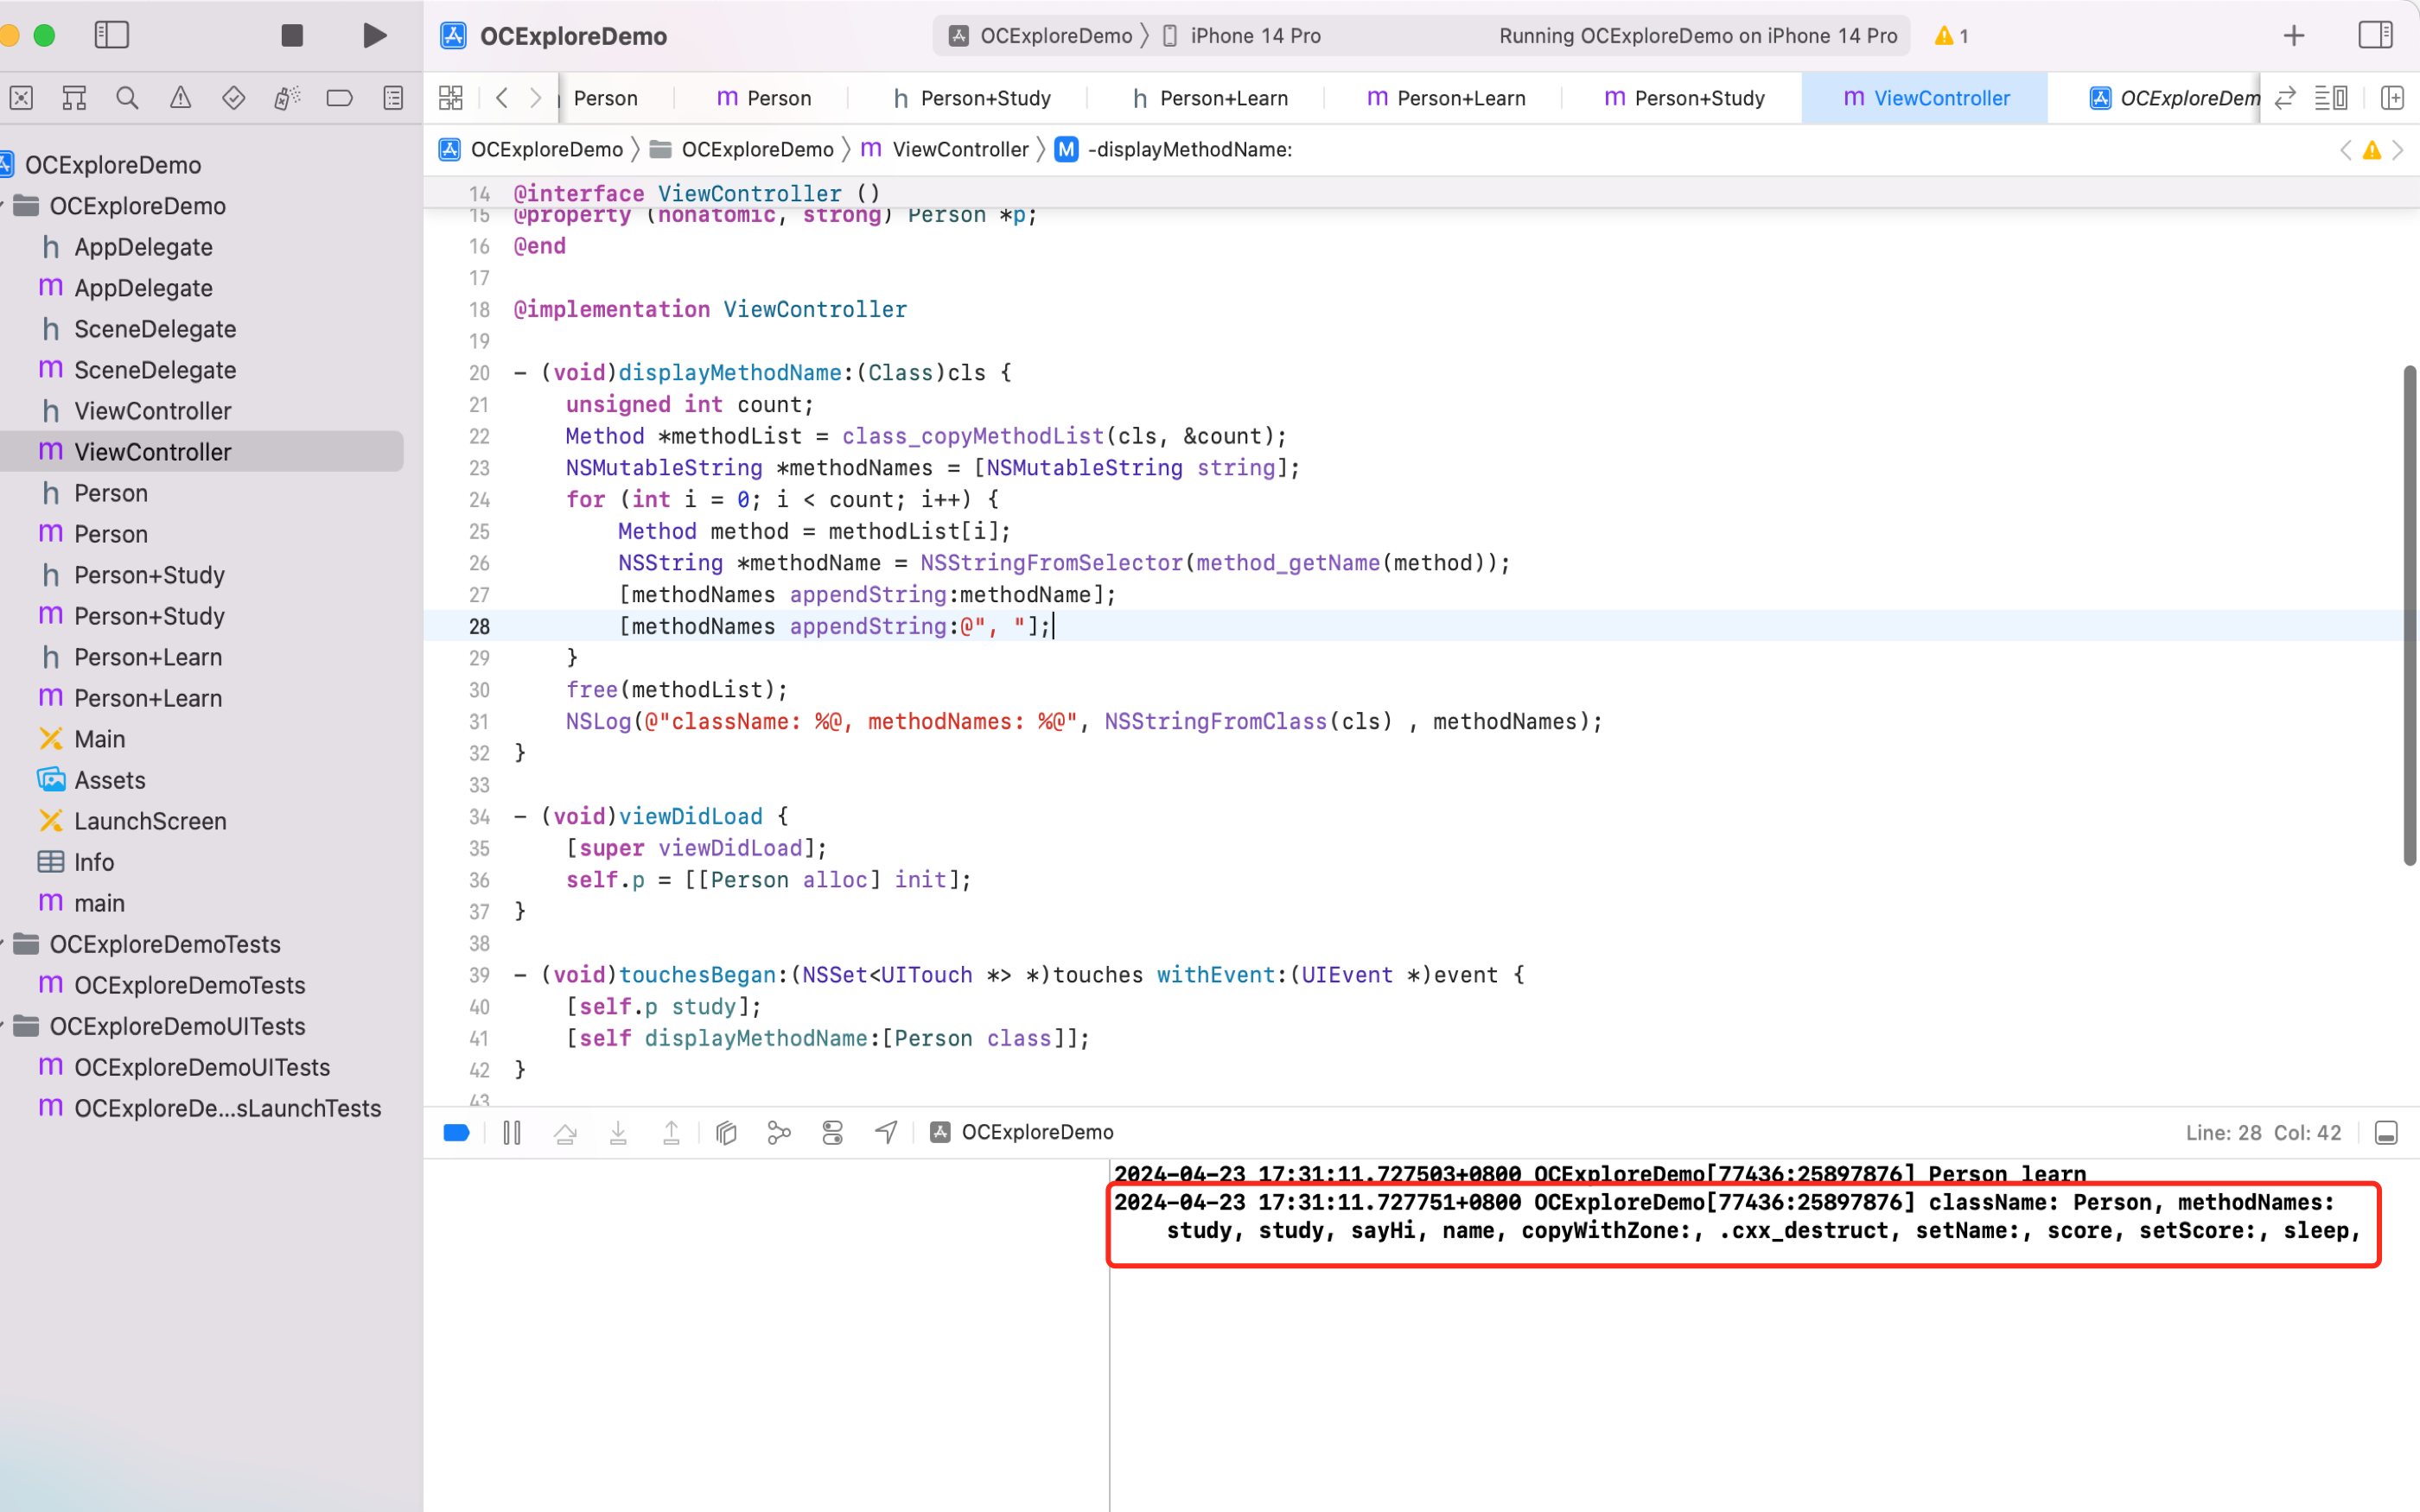 OCExploreDemo
OCExploreDemo 〉 iPhone 14 Pro
Running OCExploreDemo on iPhone 14 Pro
1
Person
m Person
h Person+Study
h Person+Learn
m Person+Learn
m Person+Study
m ViewController
OCExploreDem
OCExploreDemo 〉 OCExploreDemo 〉 m ViewController 〉 M -displayMethodName:
OCExploreDemo
OCExploreDemo
h AppDelegate
m AppDelegate
h SceneDelegate
m SceneDelegate
h ViewController
m ViewController
h Person
m Person
h Person+Study
m Person+Study
h Person+Learn
m Person+Learn
Main
Assets
LaunchScreen
Info
m main
OCExploreDemoTests
m OCExploreDemoTests
OCExploreDemoUITests
m OCExploreDemoUITests
m OCExploreDe...sLaunchTests
14 @interface ViewController ()
15 @property (nonatomic, strong) Person *p;
16 @end
17
18 @implementation ViewController
19
20 - (void)displayMethodName:(Class)cls {
21     unsigned int count;
22     Method *methodList = class_copyMethodList(cls, &count);
23     NSMutableString *methodNames = [NSMutableString string];
24     for (int i = 0; i < count; i++) {
25         Method method = methodList[i];
26         NSString *methodName = NSStringFromSelector(method_getName(method));
27         [methodNames appendString:methodName];
28         [methodNames appendString:@", "];
29     }
30     free(methodList);
31     NSLog(@"className: %@, methodNames: %@", NSStringFromClass(cls) , methodNames);
32 }
33
34 - (void)viewDidLoad {
35     [super viewDidLoad];
36     self.p = [[Person alloc] init];
37 }
38
39 - (void)touchesBegan:(NSSet<UITouch *> *)touches withEvent:(UIEvent *)event {
40     [self.p study];
41     [self displayMethodName:[Person class]];
42 }
43
OCExploreDemo
Line: 28 Col: 42
2024-04-23 17:31:11.727503+0800 OCExploreDemo[77436:25897876] Person learn
2024-04-23 17:31:11.727751+0800 OCExploreDemo[77436:25897876] className: Person, methodNames:
study, study, sayHi, name, copyWithZone:, .cxx_destruct, setName:, score, setScore:, sleep,